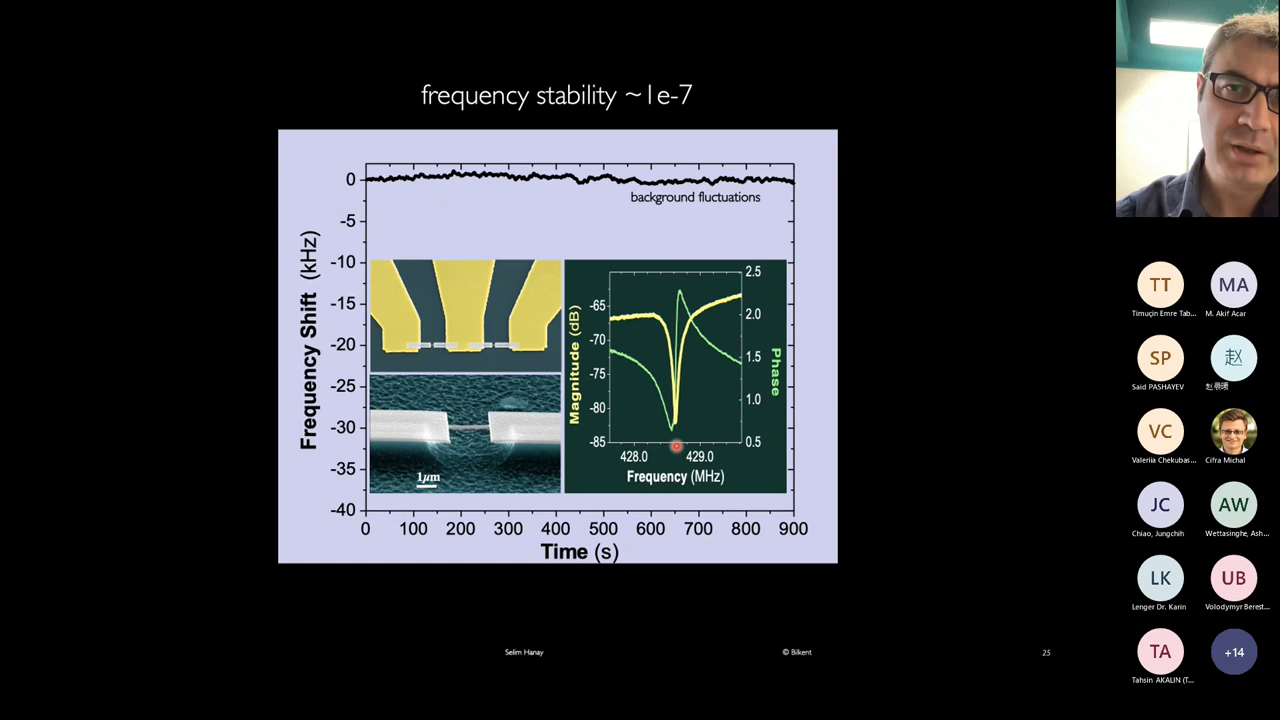 frequency stability ~1e-7
0
-5
-10
-15
-20
-25
-30
-35
-40
Frequency Shift (kHz)
background fluctuations
1µm
-65
-70
-75
-80
-85
Magnitude (dB)
2.5
2.0
1.5
1.0
0.5
Phase
428.0
429.0
Frequency (MHz)
0
100
200
300
400
500
600
700
800
900
Time (s)
Selim Hanay
© Bilkent
25
TT
MA
Timuçin Emre Tab...
M. Akif Acar
SP
赵
Said PASHAYEV
VC
Valeriia Chekubas...
Cifra Michal
JC
AW
Chiao, Jungchih
Wettasinghe, Ash...
LK
UB
Lenger Dr. Karin
Volodymyr Berest...
TA
+14
Tahsin AKALIN (T...